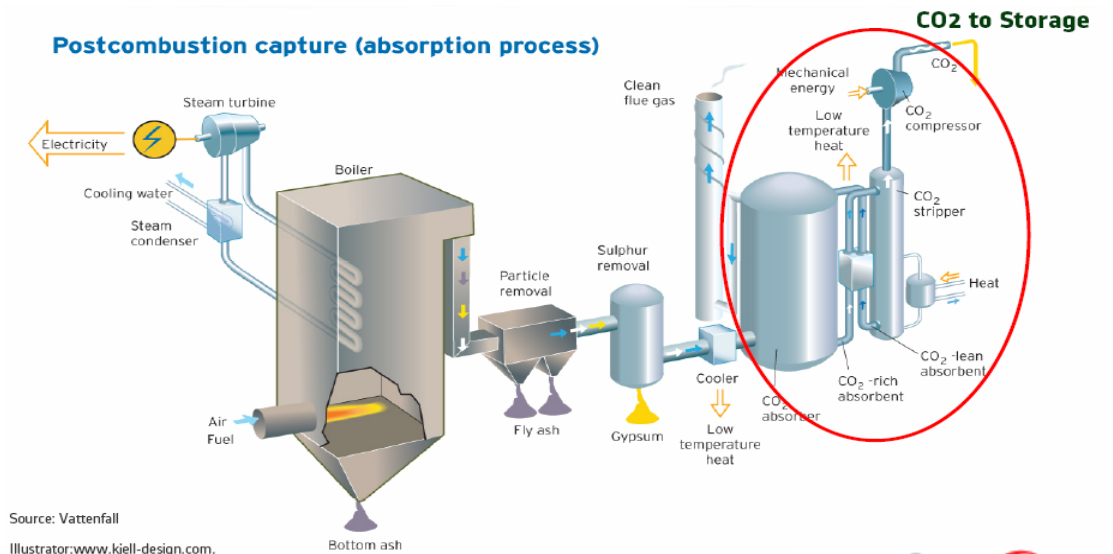 CO2 to Storage
Postcombustion capture (absorption process)
CO2
Mechanical
energy
Clean
flue gas
CO2
compressor
Low
temperature
heat
Steam turbine
Electricity
Boiler
Cooling water
CO2
stripper
Steam
condenser
Sulphur
removal
Particle
removal
Heat
CO2 -lean
absorbent
CO2 -rich
absorbent
Cooler
CO2
absorber
Air
Fuel
Fly ash
Gypsum
Low
temperature
heat
Source: Vattenfall
Bottom ash
Illustrator:www.kjell-design.com.